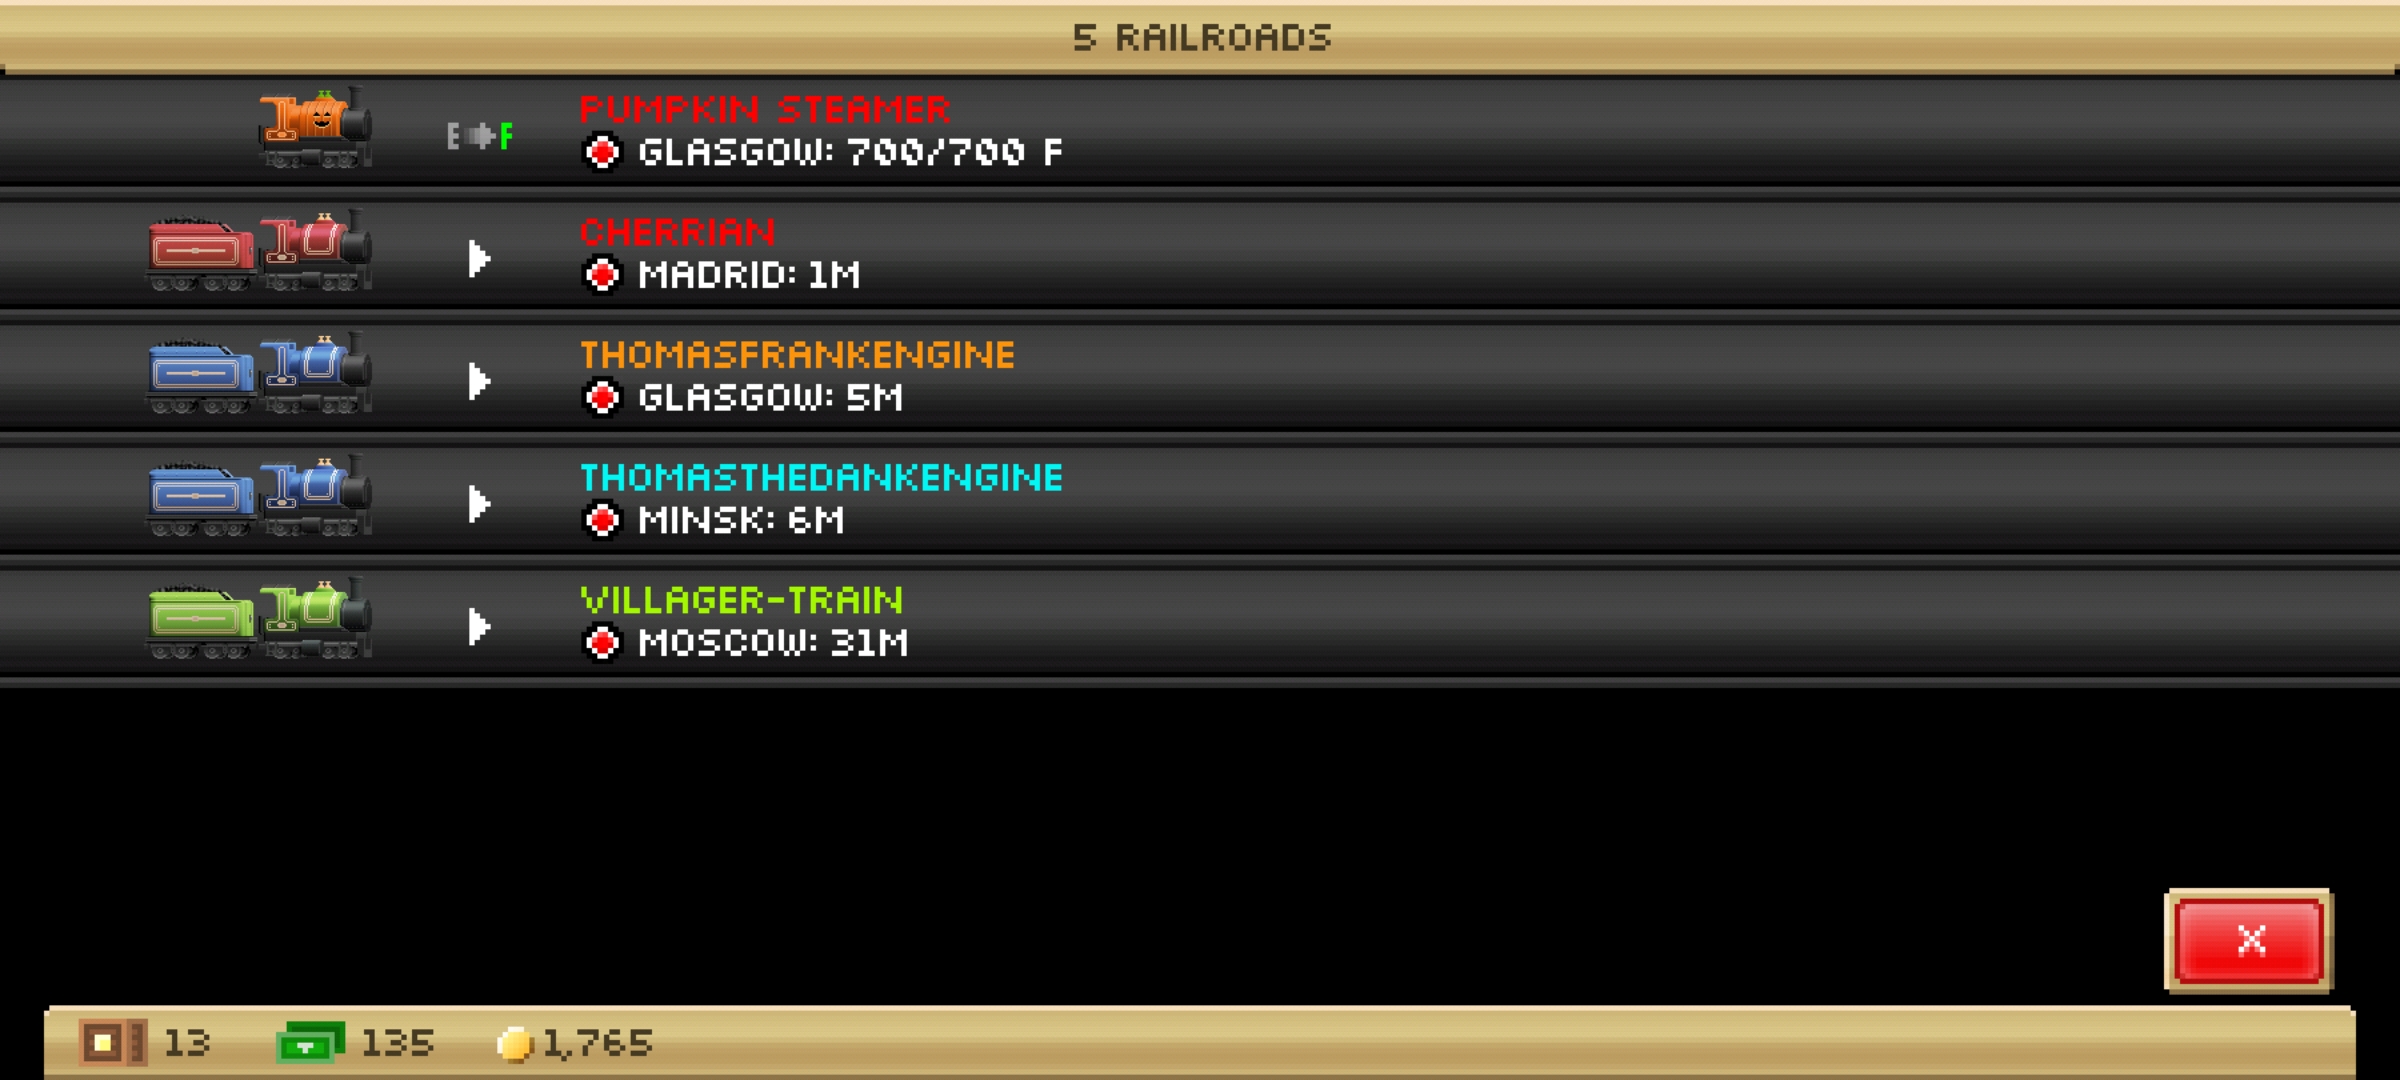 5 RAILROADS
E F
PUMPKIN STEAMER
GLASGOW: 700/700 F
CHERRIAN
MADRID: 1M
THOMASFRANKENGINE
GLASGOW: 5M
THOMASTHEDANKENGINE
MINSK: 6M
VILLAGER-TRAIN
MOSCOW: 31M
X
13 135 1,765